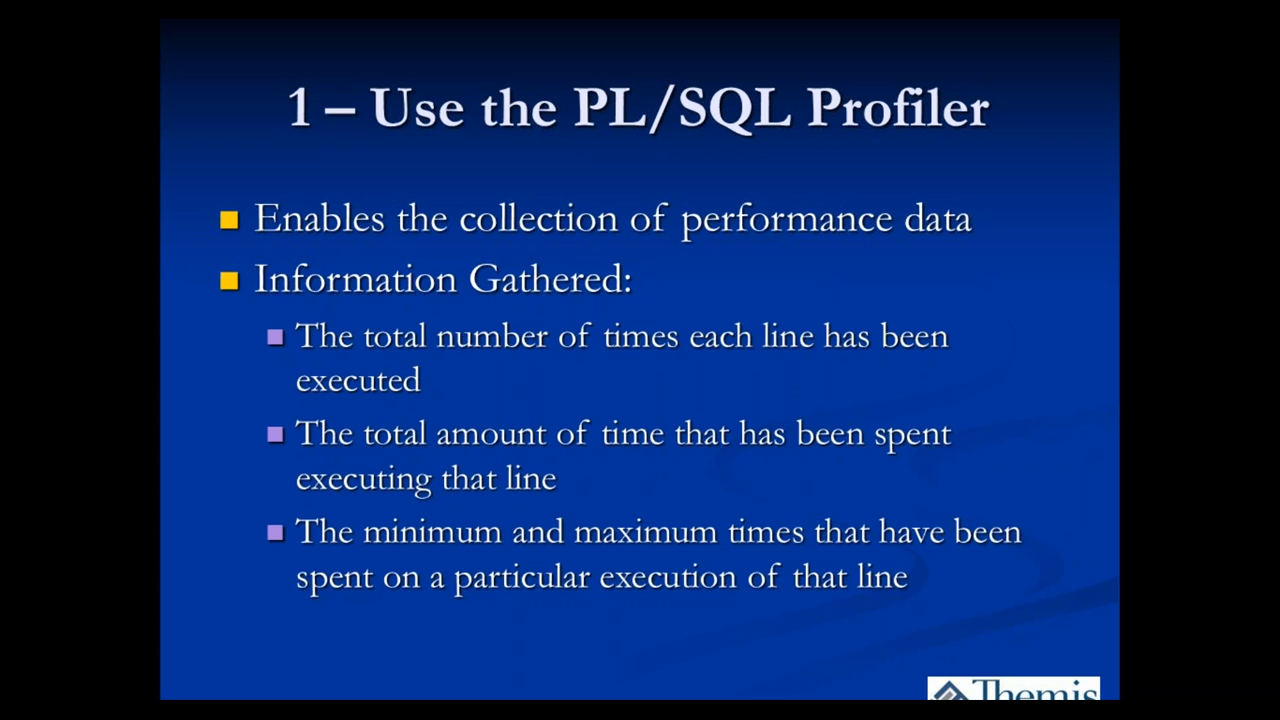 1 – Use the PL/SQL Profiler
Enables the collection of performance data
Information Gathered:
The total number of times each line has been
executed
The total amount of time that has been spent
executing that line
The minimum and maximum times that have been
spent on a particular execution of that line
Themis